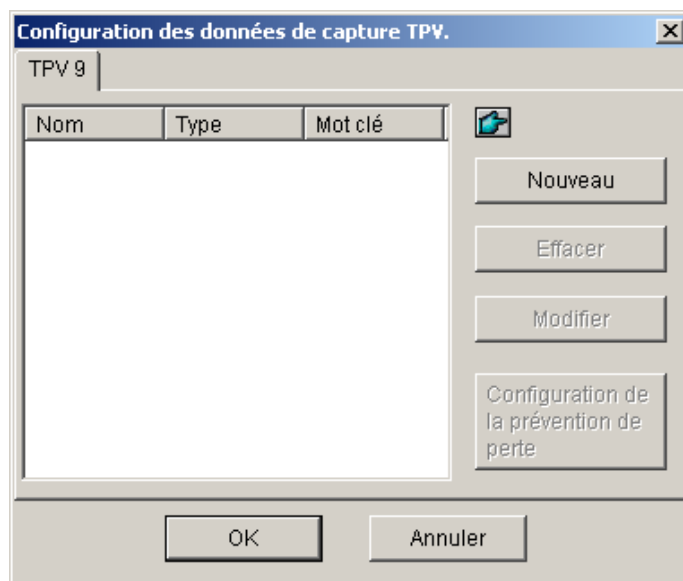 Configuration des données de capture TPV.
TPV 9
Nom Type Mot clé
Nouveau
Effacer
Modifier
Configuration de
la prévention de
perte
OK Annuler